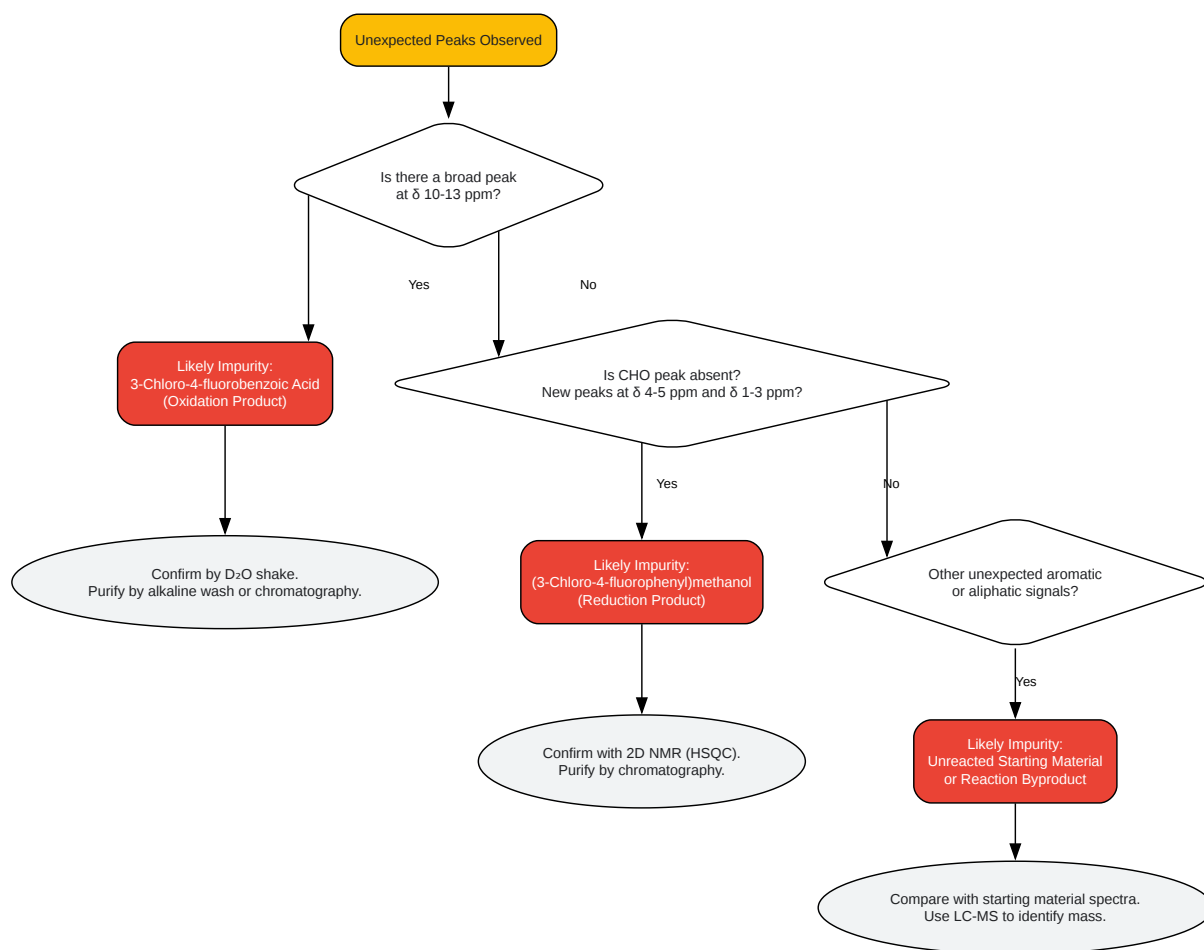 Unexpected Peaks Observed
Is there a broad peak
at δ 10-13 ppm?
Yes
No
Likely Impurity:
3-Chloro-4-fluorobenzoic Acid
(Oxidation Product)
Is CHO peak absent?
New peaks at δ 4-5 ppm and δ 1-3 ppm?
Yes
No
Confirm by D₂O shake.
Purify by alkaline wash or chromatography.
Likely Impurity:
(3-Chloro-4-fluorophenyl)methanol
(Reduction Product)
Other unexpected aromatic
or aliphatic signals?
Yes
Confirm with 2D NMR (HSQC).
Purify by chromatography.
Likely Impurity:
Unreacted Starting Material
or Reaction Byproduct
Compare with starting material spectra.
Use LC-MS to identify mass.